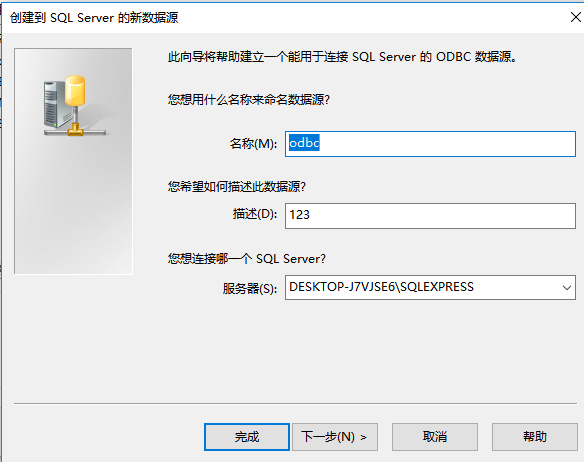 创建到 SQL Server 的新数据源
此向导将帮助建立一个能用于连接 SQL Server 的 ODBC 数据源。
您想用什么名称来命名数据源?
名称(M): odbc
您希望如何描述此数据源?
描述(D): 123
您想连接哪一个 SQL Server?
服务器(S): DESKTOP-J7VJSE6\SQLEXPRESS
完成 下一步(N) > 取消 帮助